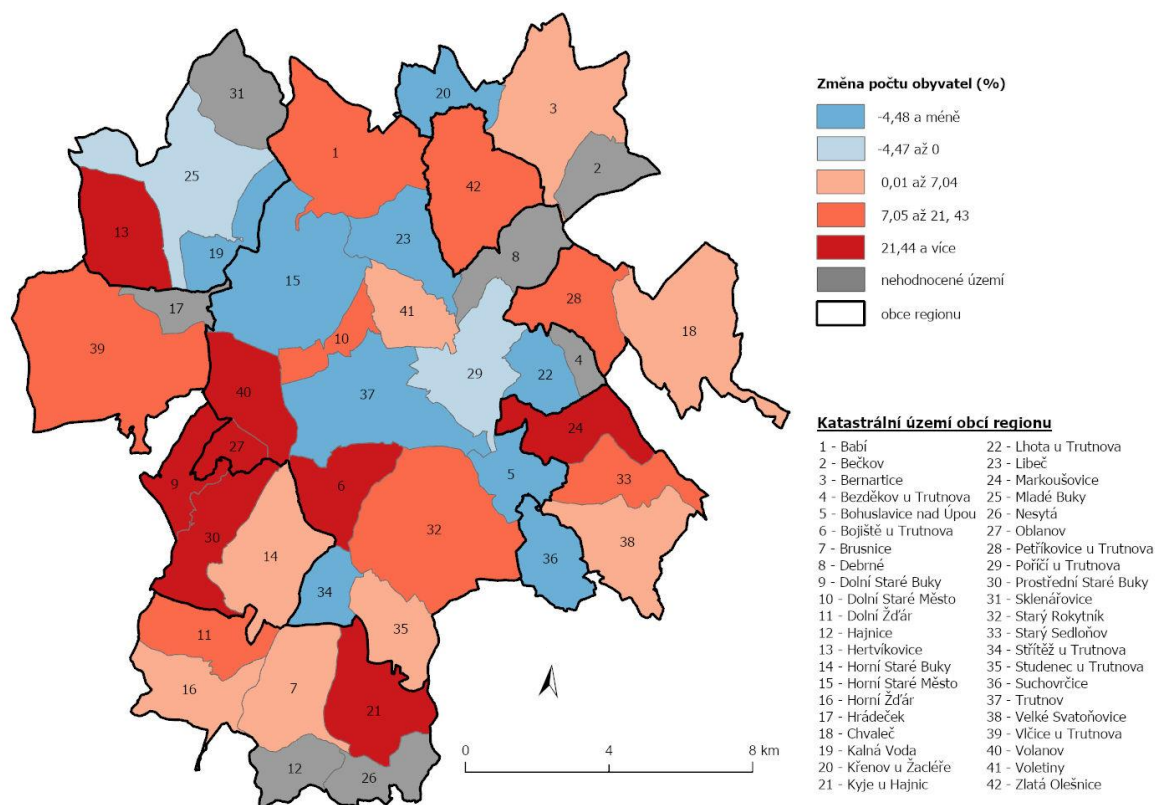 31
20
3
1
2
25
42
13
23
19
8
15
17
28
41
18
10
39
4
29
22
37
40
24
27
5
33
9
6
32
30
38
14
36
34
35
11
16
7
21
12
26
0 4 8 km
Změna počtu obyvatel (%)
-4,48 a méně
-4,47 až 0
0,01 až 7,04
7,05 až 21, 43
21,44 a více
nehodnocené území
obce regionu
Katastrální území obcí regionu
1 - Babí
2 - Bečkov
3 - Bernartice
4 - Bezděkov u Trutnova
5 - Bohuslavice nad Úpou
6 - Bojiště u Trutnova
7 - Brusnice
8 - Debrné
9 - Dolní Staré Buky
10 - Dolní Staré Město
11 - Dolní Žďár
12 - Hajnice
13 - Hertvíkovice
14 - Horní Staré Buky
15 - Horní Staré Město
16 - Horní Žďár
17 - Hrádeček
18 - Chvaleč
19 - Kalná Voda
20 - Křenov u Žacléře
21 - Kyje u Hajnic
22 - Lhota u Trutnova
23 - Libeč
24 - Markoušovice
25 - Mladé Buky
26 - Nesytá
27 - Oblanov
28 - Petříkovice u Trutnova
29 - Poříčí u Trutnova
30 - Prostřední Staré Buky
31 - Sklenářovice
32 - Starý Rokytník
33 - Starý Sedloňov
34 - Střítěž u Trutnova
35 - Studenec u Trutnova
36 - Suchovrčice
37 - Trutnov
38 - Velké Svatoňovice
39 - Vlčice u Trutnova
40 - Volanov
41 - Voletiny
42 - Zlatá Olešnice